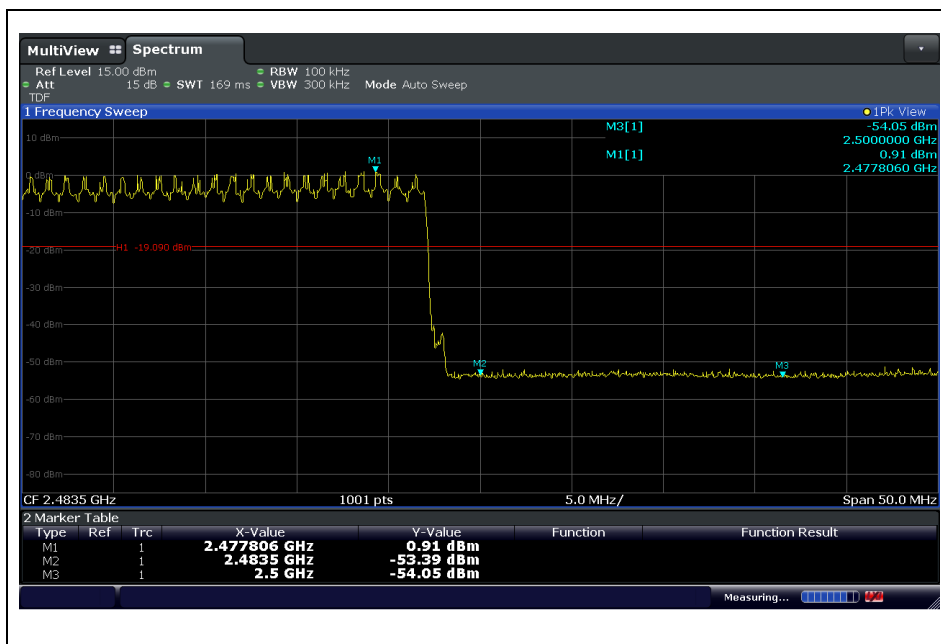 MultiView Spectrum
Ref Level 15.00 dBm RBW 100 kHz
Att 15 dB SWT 169 ms VBW 300 kHz Mode Auto Sweep
TDF
1 Frequency Sweep 1Pk View
M3[1] -54.05 dBm
2.5000000 GHz
M1[1] 0.91 dBm
2.4778060 GHz
10 dBm
M1
0 dBm
-10 dBm
H1 -19.090 dBm
-20 dBm
-30 dBm
-40 dBm
-50 dBm
M2
M3
-60 dBm
-70 dBm
-80 dBm
CF 2.4835 GHz 1001 pts 5.0 MHz/ Span 50.0 MHz
2 Marker Table
Type Ref Trc X-Value Y-Value Function Function Result
M1 1 2.477806 GHz 0.91 dBm
M2 1 2.4835 GHz -53.39 dBm
M3 1 2.5 GHz -54.05 dBm
Measuring...